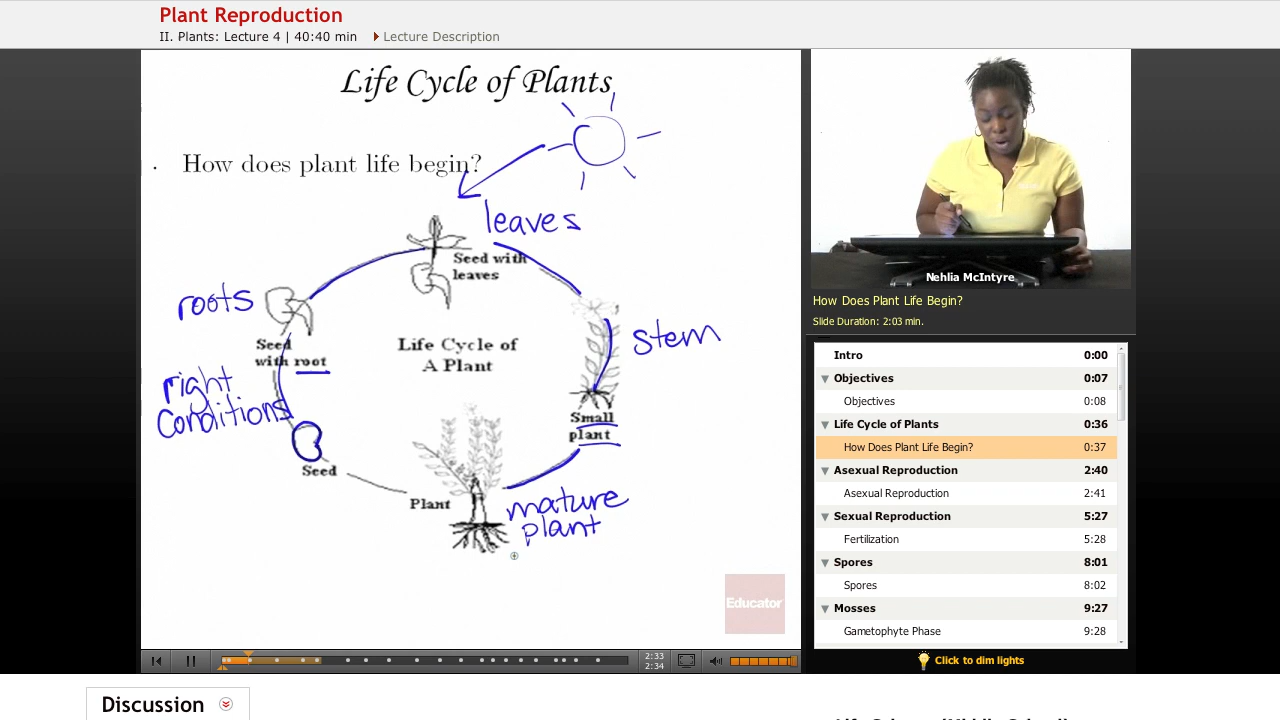 Plant Reproduction
II. Plants: Lecture 4 | 40:40 min
Lecture Description
Life Cycle of Plants
How does plant life begin?
leaves
Seed with
leaves
roots
Seed
with root
Life Cycle of
A Plant
stem
right
conditions
Small
plant
Seed
Plant
mature
plant
Educator
2:33
2:34
Nehlia McIntyre
How Does Plant Life Begin?
Slide Duration: 2:03 min.
Intro 0:00
Objectives 0:07
Objectives 0:08
Life Cycle of Plants 0:36
How Does Plant Life Begin? 0:37
Asexual Reproduction 2:40
Asexual Reproduction 2:41
Sexual Reproduction 5:27
Fertilization 5:28
Spores 8:01
Spores 8:02
Mosses 9:27
Gametophyte Phase 9:28
Click to dim lights
Discussion